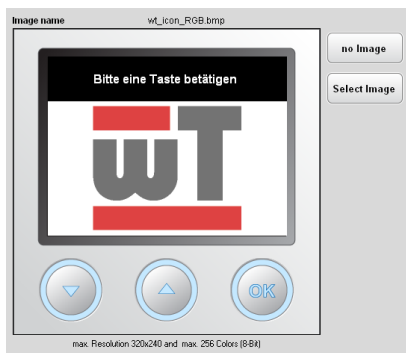 Image name wt_icon_RGB.bmp
no Image
Bitte eine Taste betätigen
Select Image
wT
OK
max. Resolution 320x240 and max. 256 Colors (8-Bit)